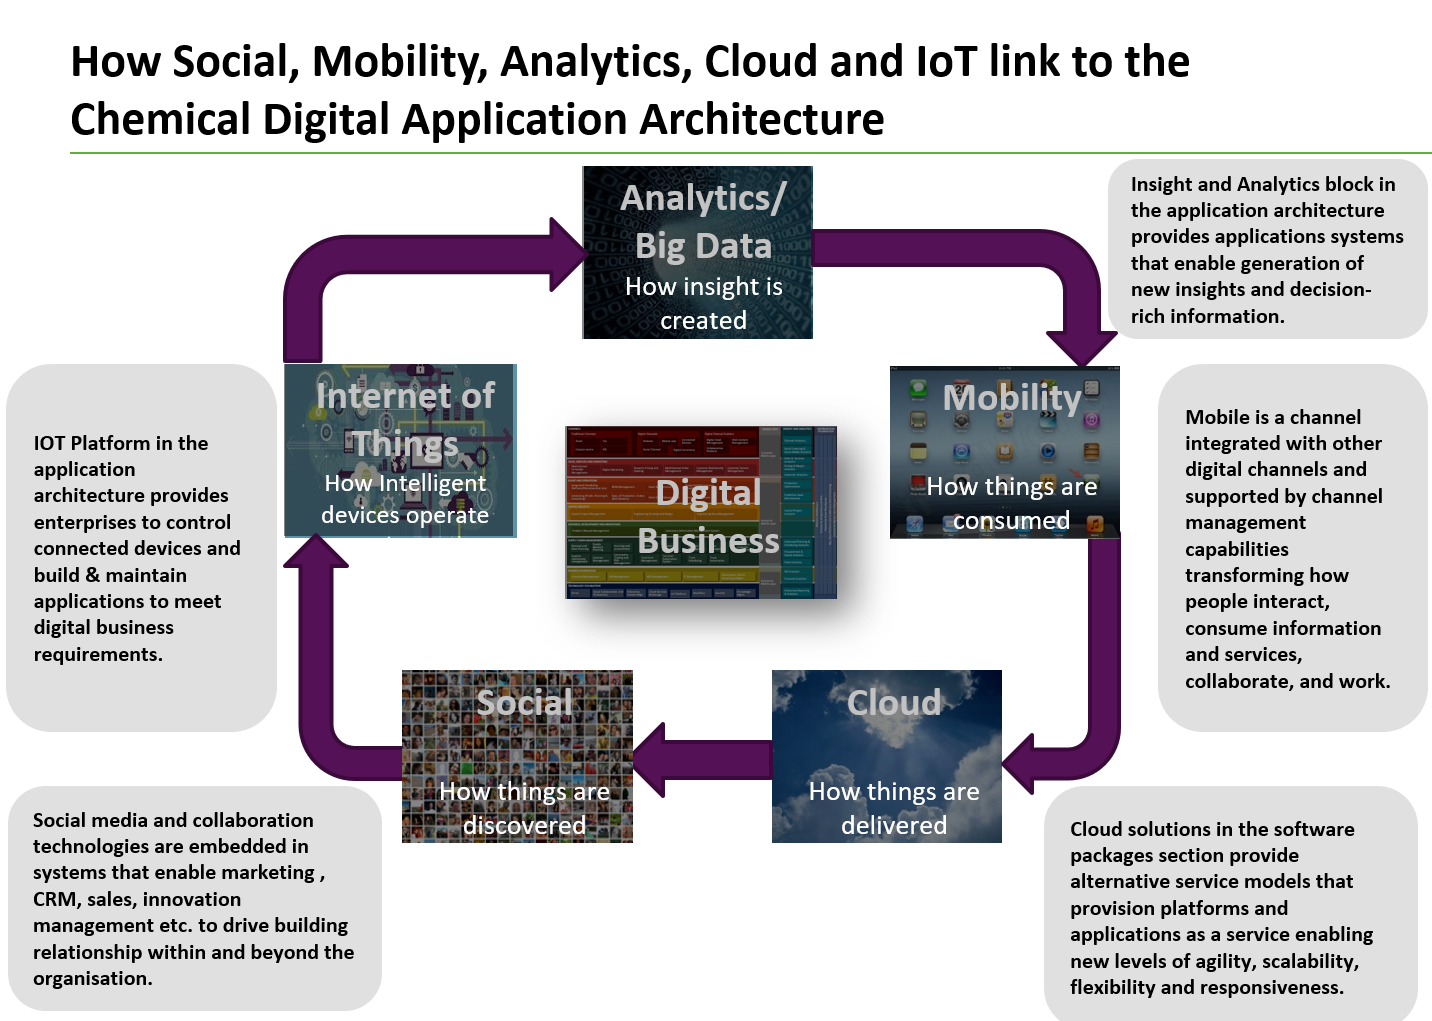 How Social, Mobility, Analytics, Cloud and IoT link to the
Chemical Digital Application Architecture
Analytics/
Big Data
How insight is
created
Insight and Analytics block in
the application architecture
provides applications systems
that enable generation of
new insights and decision-
rich information.
Internet of
Things
How Intelligent
devices operate
Mobility
How things are
consumed
Digital
Business
IOT Platform in the
application
architecture provides
enterprises to control
connected devices and
build & maintain
applications to meet
digital business
requirements.
Mobile is a channel
integrated with other
digital channels and
supported by channel
management
capabilities
transforming how
people interact,
consume information
and services,
collaborate, and work.
Social
How things are
discovered
Cloud
How things are
delivered
Social media and collaboration
technologies are embedded in
systems that enable marketing ,
CRM, sales, innovation
management etc. to drive building
relationship within and beyond the
organisation.
Cloud solutions in the software
packages section provide
alternative service models that
provision platforms and
applications as a service enabling
new levels of agility, scalability,
flexibility and responsiveness.